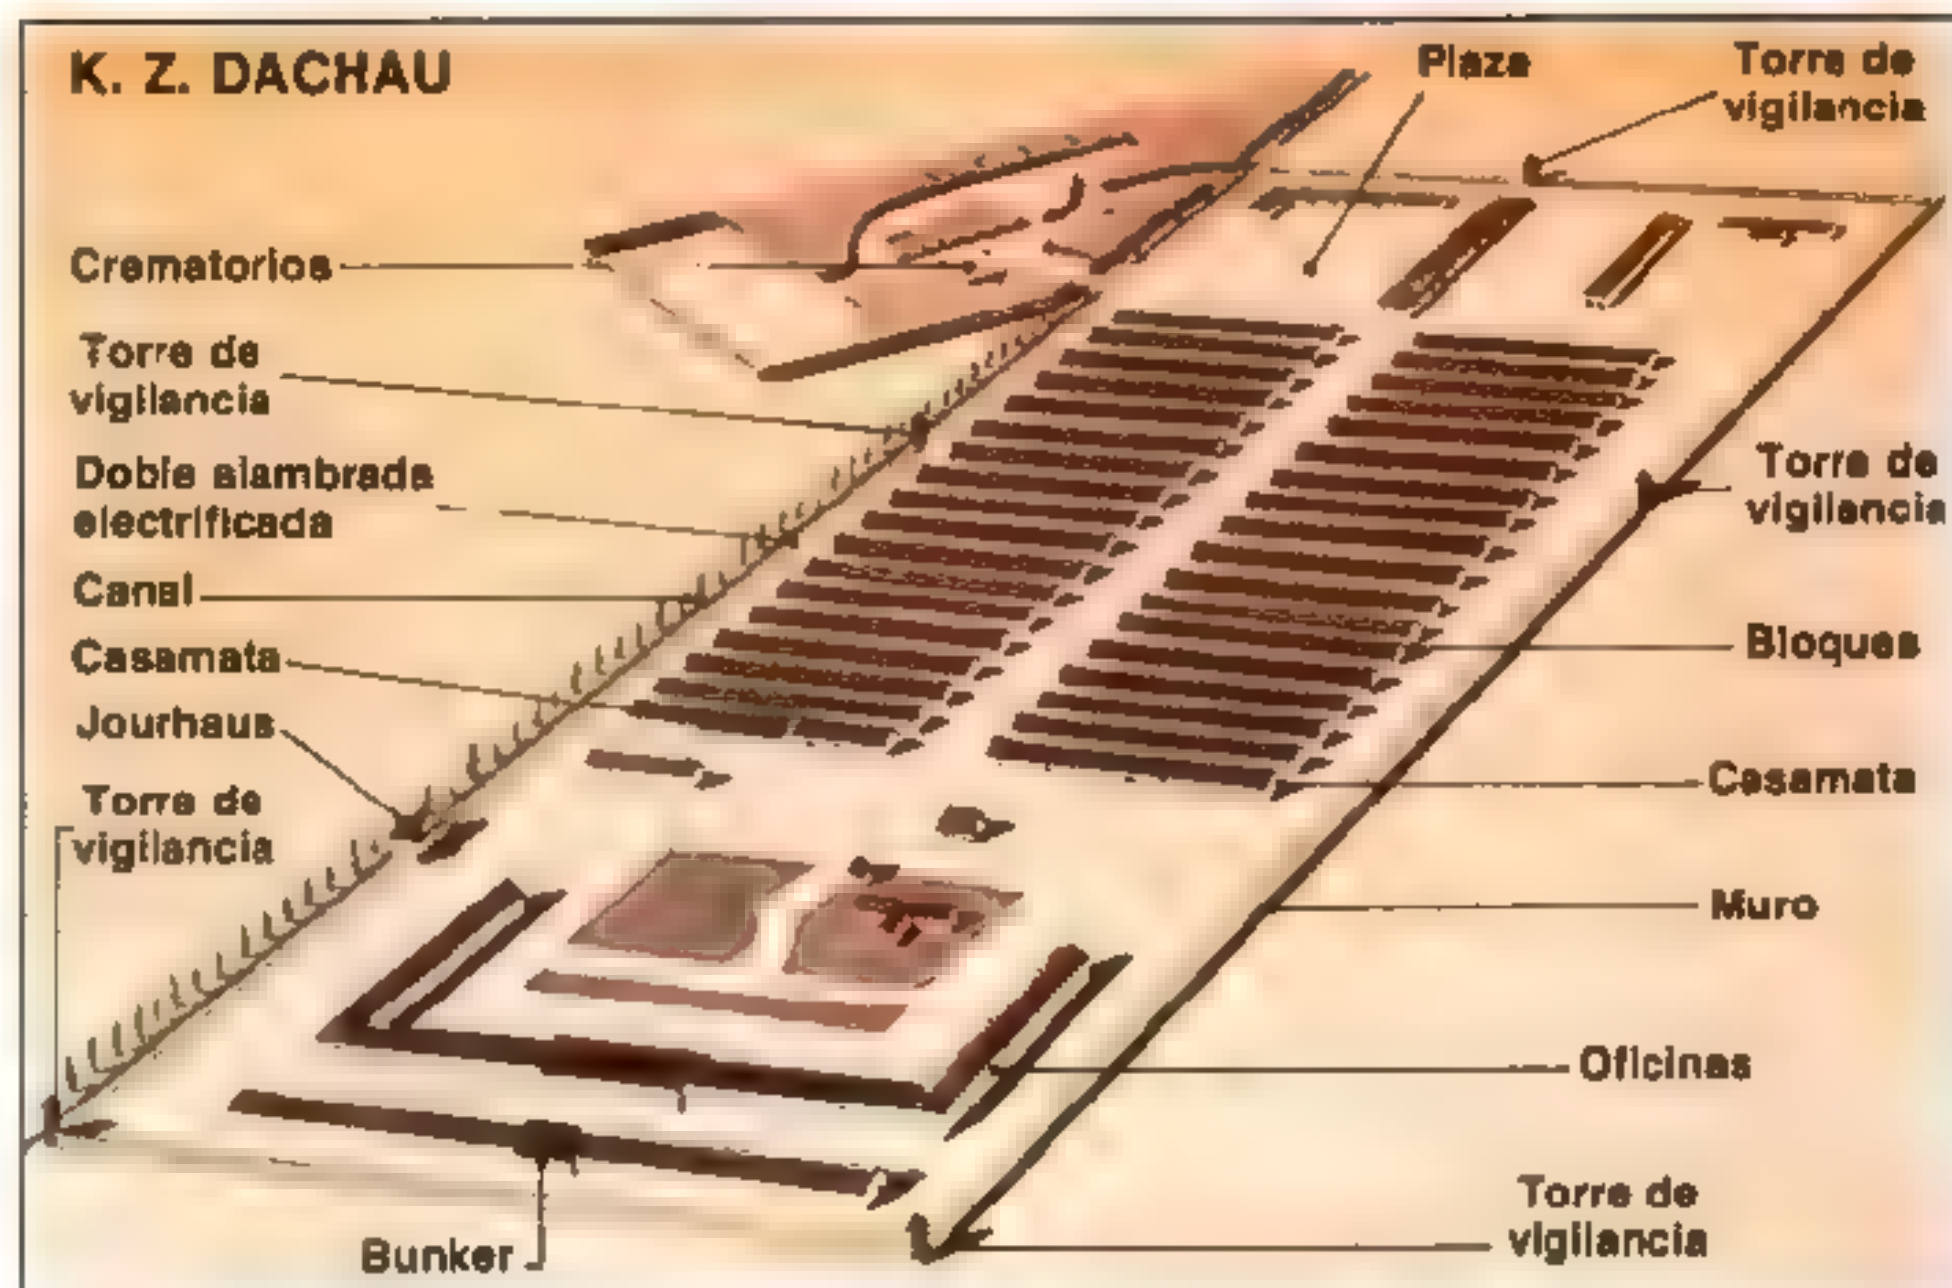 K. Z. DACHAU
Plaza
Torre de
vigilancia
Crematorios
Torre de
vigilancia
Doble alambrada
electrificada
Canal
Casamata
Jourhaus
Torre de
vigilancia
Torre de
vigilancia
Bloques
Casamata
Muro
Oficinas
Torre de
vigilancia
Bunker